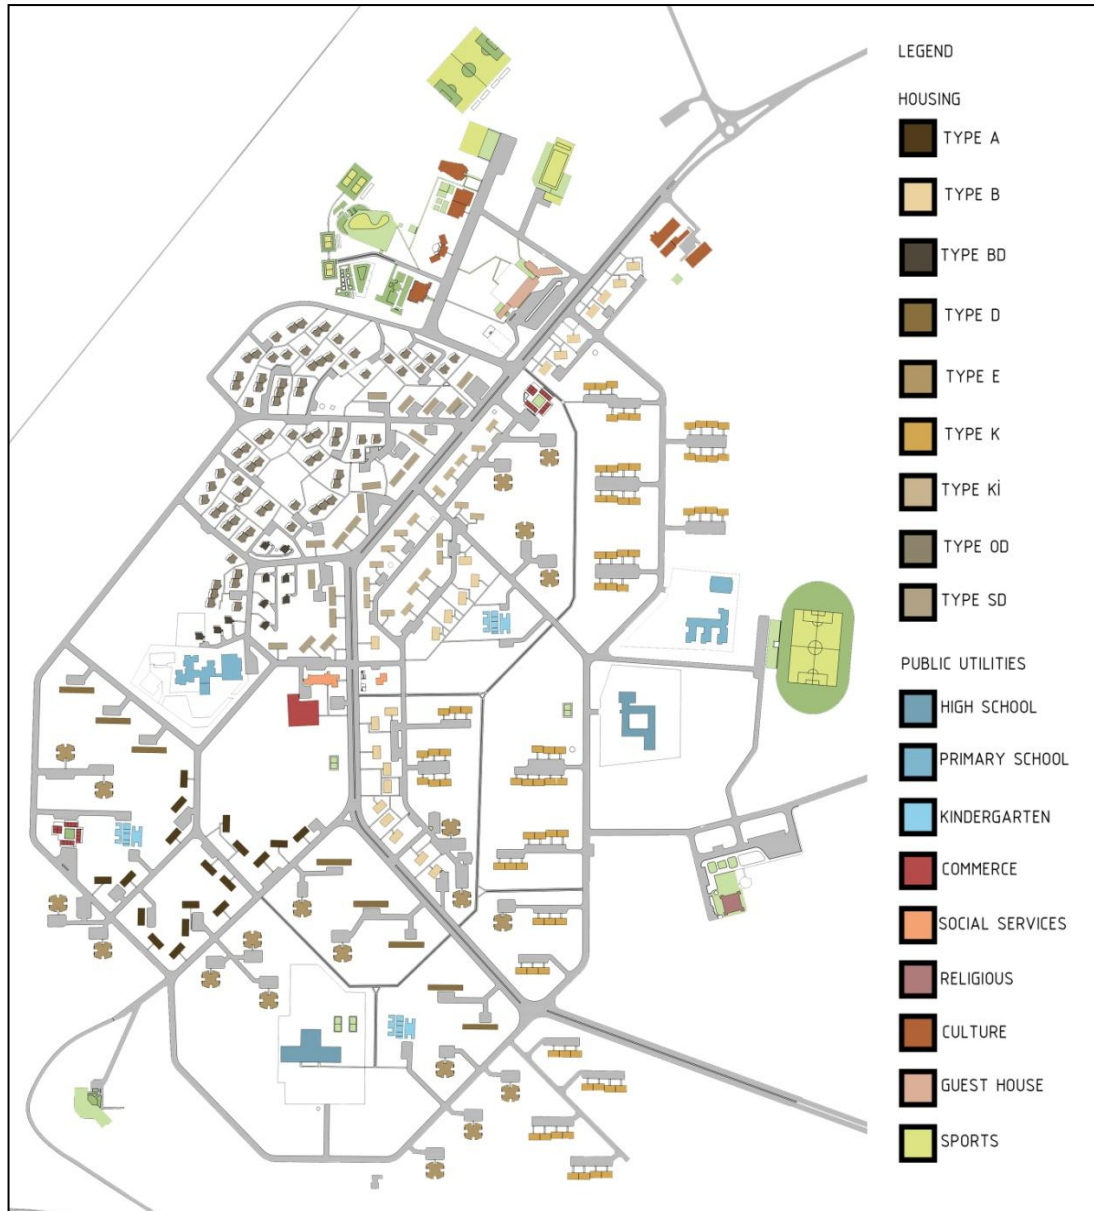 LEGEND
HOUSING
TYPE A
TYPE B
TYPE BD
TYPE D
TYPE E
TYPE K
TYPE Kİ
TYPE OD
TYPE SD
PUBLIC UTILITIES
HIGH SCHOOL
PRIMARY SCHOOL
KINDERGARTEN
COMMERCE
SOCIAL SERVICES
RELIGIOUS
CULTURE
GUEST HOUSE
SPORTS